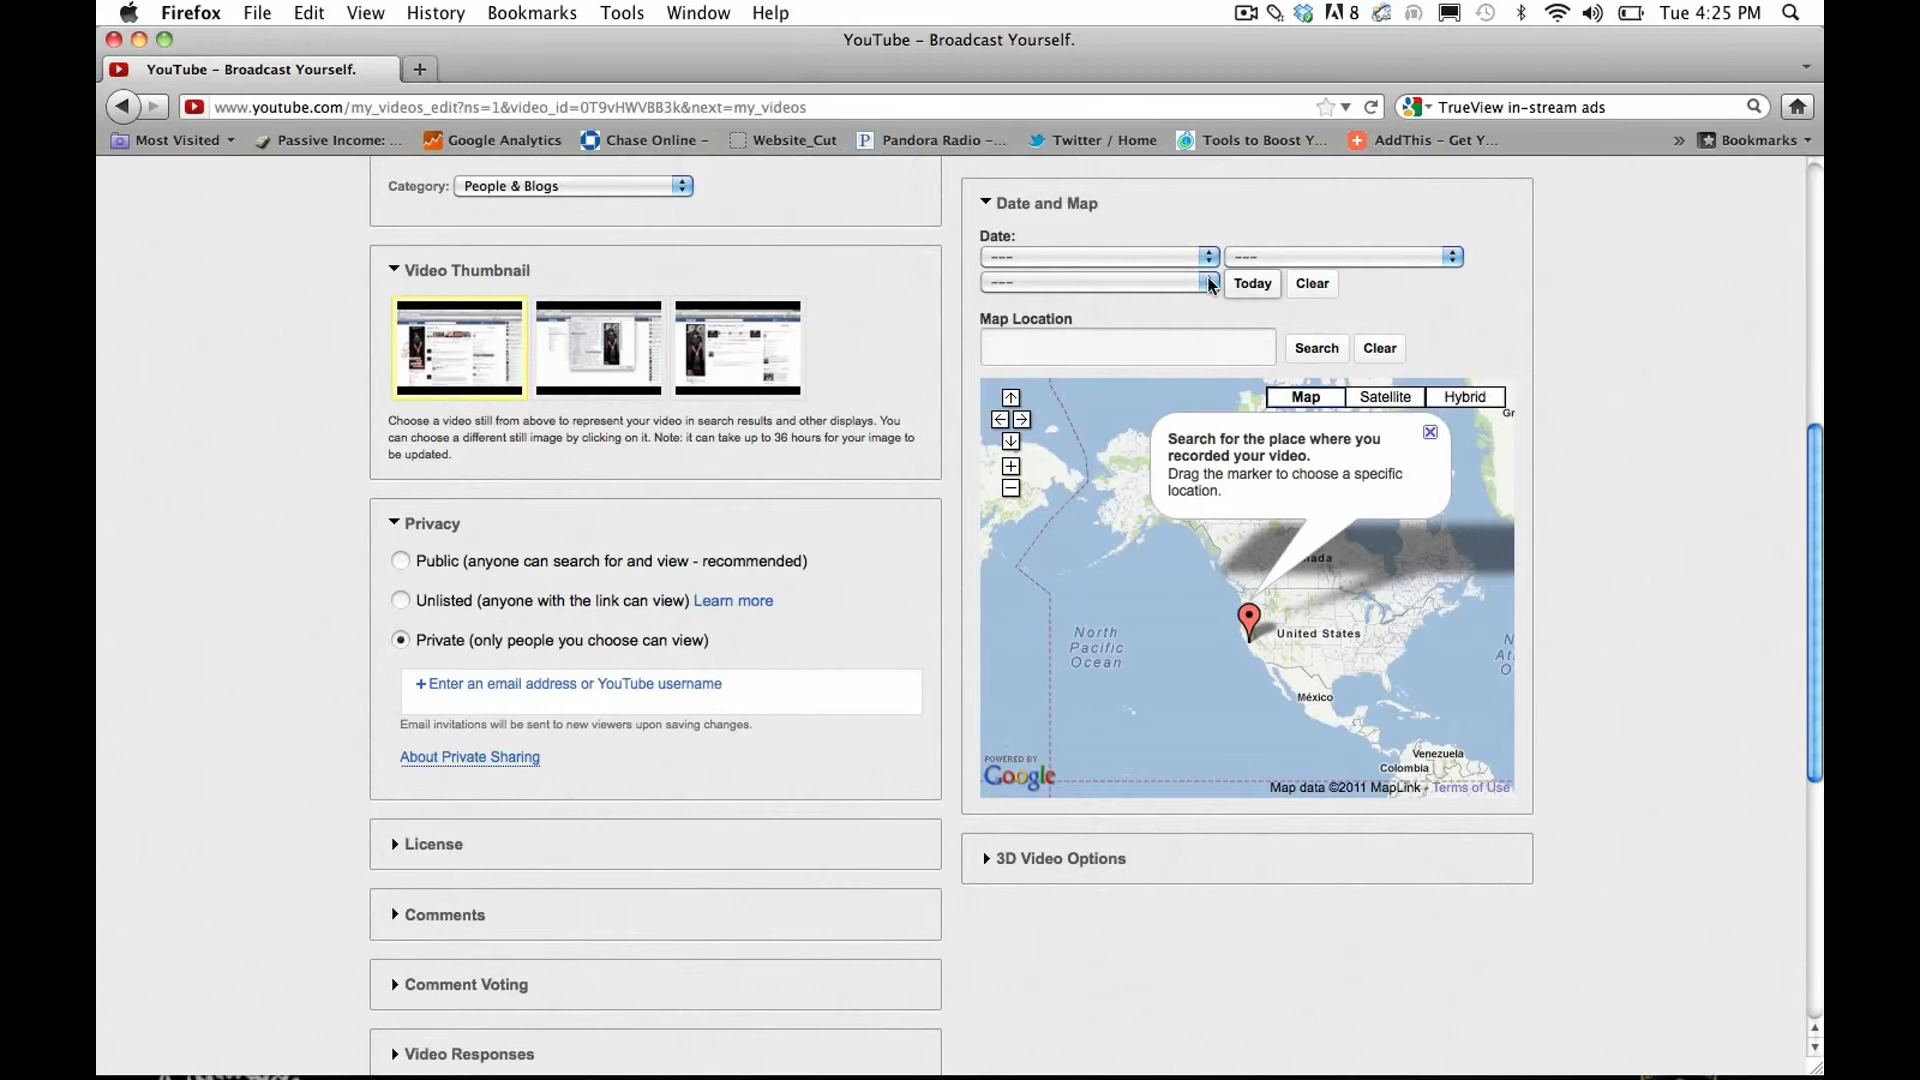 Firefox File Edit View History Bookmarks Tools Window Help 8 Tue 4:25 PM
YouTube - Broadcast Yourself.
YouTube - Broadcast Yourself. +
www.youtube.com/my_videos_edit?ns=1&video_id=0T9vHWVBB3k&next=my_videos TrueView in-stream ads
Most Visited Passive Income: ... Google Analytics Chase Online – Website_Cut Pandora Radio –... Twitter / Home Tools to Boost Y... AddThis – Get Y... » Bookmarks
Category: People & Blogs
Video Thumbnail
Choose a video still from above to represent your video in search results and other displays. You
can choose a different still image by clicking on it. Note: it can take up to 36 hours for your image to
be updated.
Privacy
Public (anyone can search for and view - recommended)
Unlisted (anyone with the link can view) Learn more
Private (only people you choose can view)
+Enter an email address or YouTube username
Email invitations will be sent to new viewers upon saving changes.
About Private Sharing
License
Comments
Comment Voting
Video Responses
Date and Map
Date:
--- ---
--- Today Clear
Map Location
Search Clear
Map Satellite Hybrid
Gr
Search for the place where you
recorded your video.
Drag the marker to choose a specific
location.
nada
United States
North
Pacific
Ocean
At
O
México
Venezuela
Colombia
POWERED BY
Google
Map data ©2011 MapLink - Terms of Use
3D Video Options